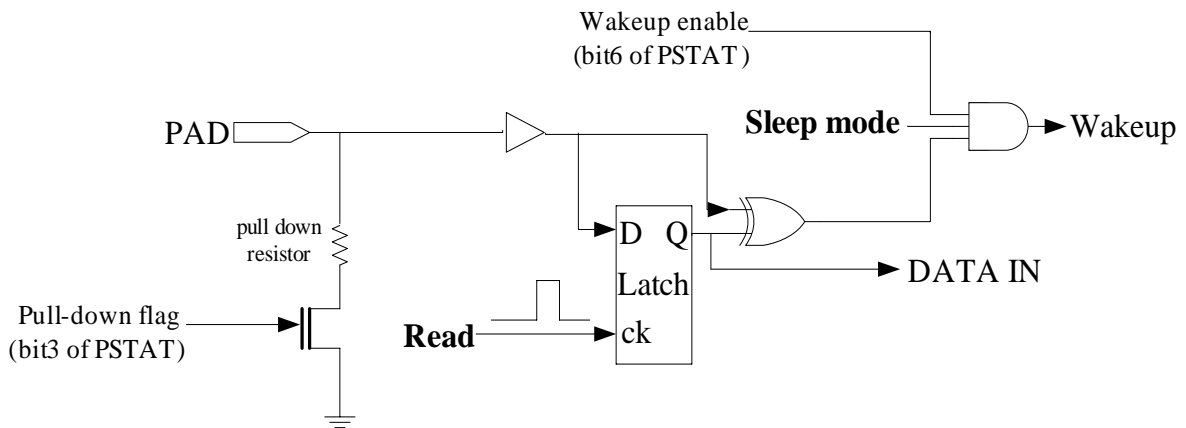 Wakeup enable
(bit6 of PSTAT)
Sleep mode
Wakeup
PAD
pull down
resistor
D Q
Latch
ck
DATA IN
Pull-down flag
(bit3 of PSTAT)
Read